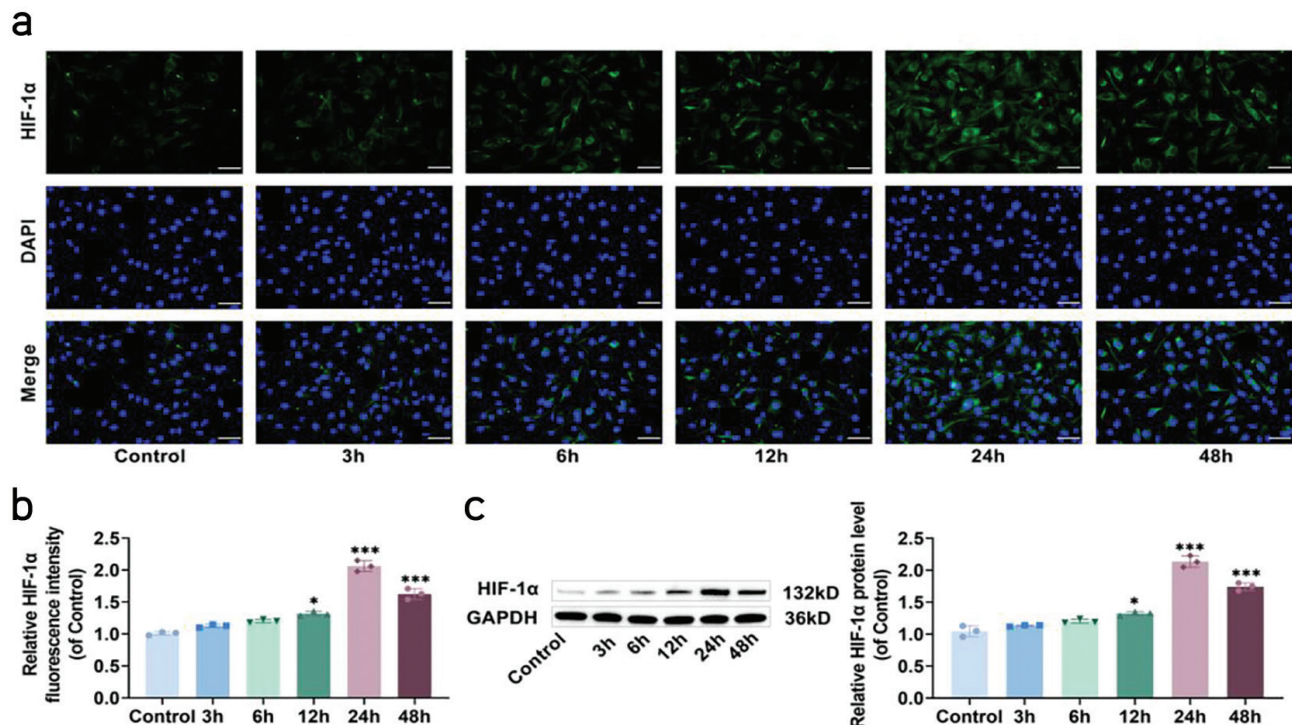 a
HIF-1α
DAPI
Merge
Control 3h 6h 12h 24h 48h
b
Relative HIF-1α
fluorescence intensity
(of Control)
2.5
2.0
1.5
1.0
0.5
0.0
* *** ***
Control 3h 6h 12h 24h 48h
c
HIF-1α 132kD
GAPDH 36kD
Control 3h 6h 12h 24h 48h
Relative HIF-1α protein level
(of Control)
2.5
2.0
1.5
1.0
0.5
0.0
* *** ***
Control 3h 6h 12h 24h 48h